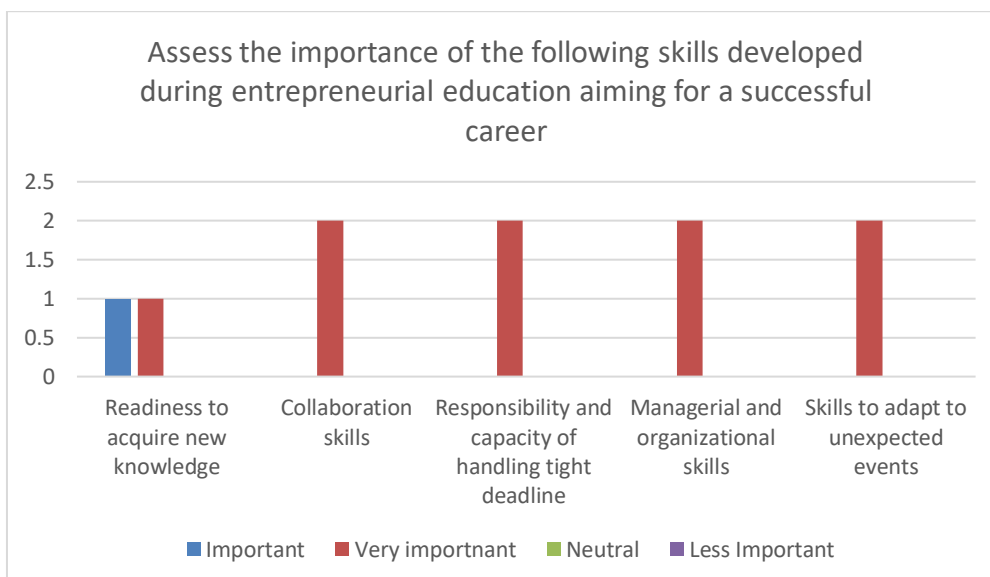 Assess the importance of the following skills developed
during entrepreneurial education aiming for a successful
career
2.5
2
1.5
1
0.5
0
Readiness to
acquire new
knowledge
Collaboration
skills
Responsibility and
capacity of
handling tight
deadline
Managerial and
organizational
skills
Skills to adapt to
unexpected
events
Important
Very importnant
Neutral
Less Important